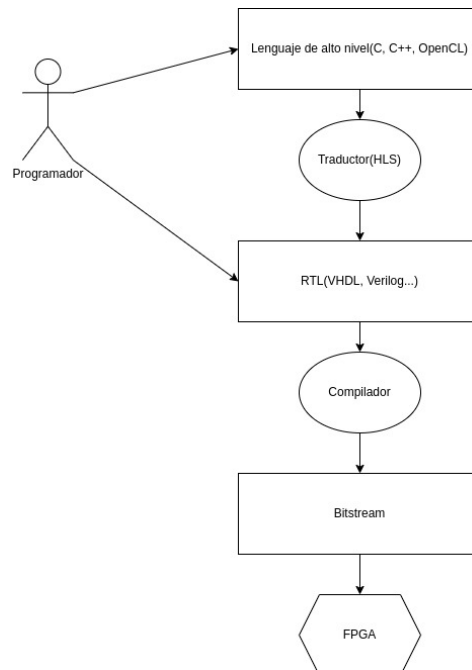 Lenguaje de alto nivel(C, C++, OpenCL)
Traductor(HLS)
Programador
RTL(VHDL, Verilog...)
Compilador
Bitstream
FPGA